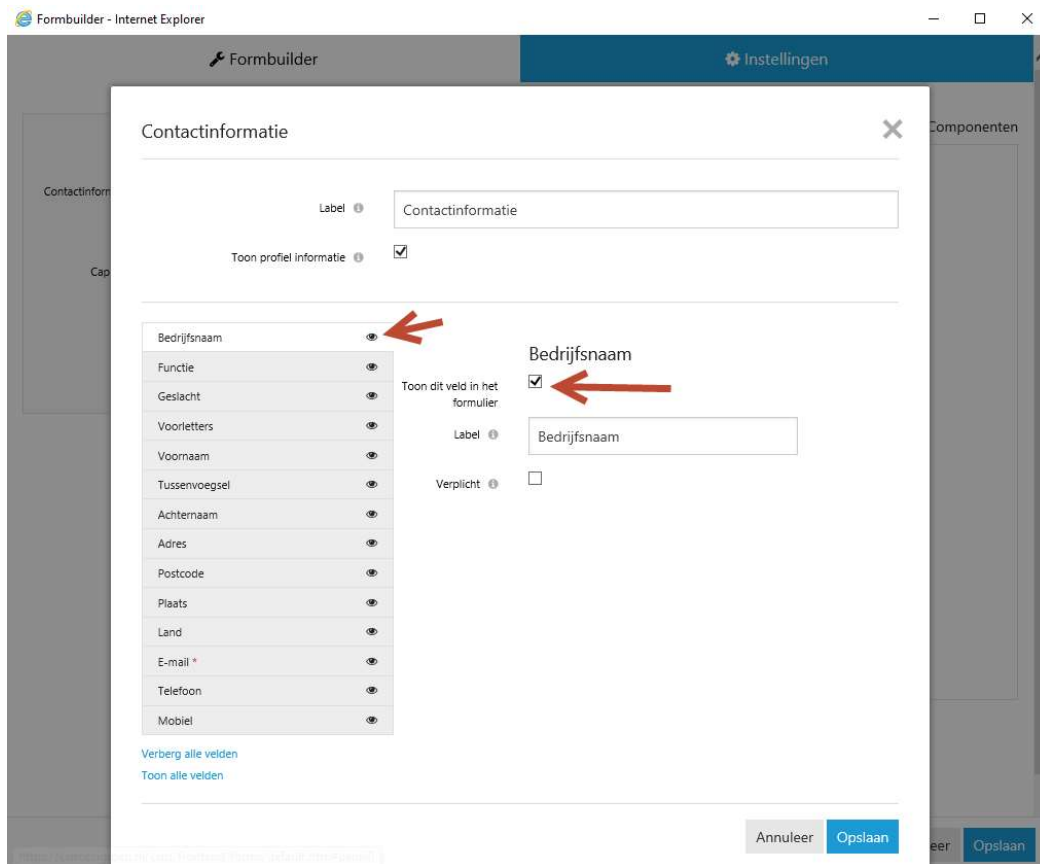 Formbuilder - Internet Explorer
Formbuilder
Instellingen
Contactinformatie
Componenten
Contactinform
Label
Contactinformatie
Toon profiel informatie
Cap
Bedrijfsnaam
Functie
Geslacht
Voorletters
Voornaam
Tussenvoegsel
Achternaam
Adres
Postcode
Plaats
Land
E-mail *
Telefoon
Mobiel
Verberg alle velden
Toon alle velden
Bedrijfsnaam
Toon dit veld in het
formulier
Label
Bedrijfsnaam
Verplicht
Annuleer
Opslaan
eer
Opslaan